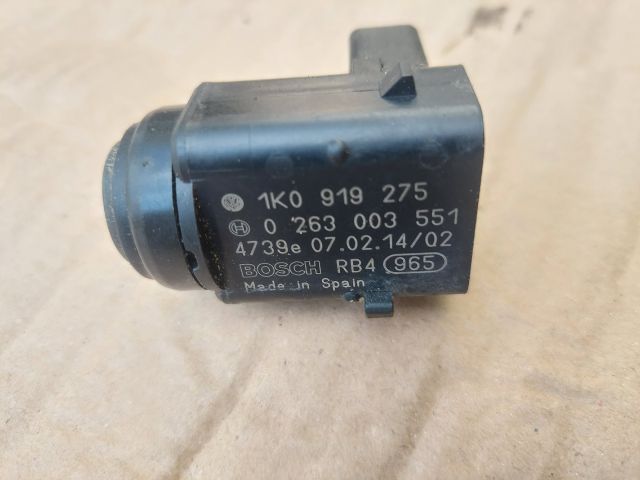 1K0 919 275
0 263 003 551
4739e 07.02.14/02
BOSCH RB4 965
Made in Spain